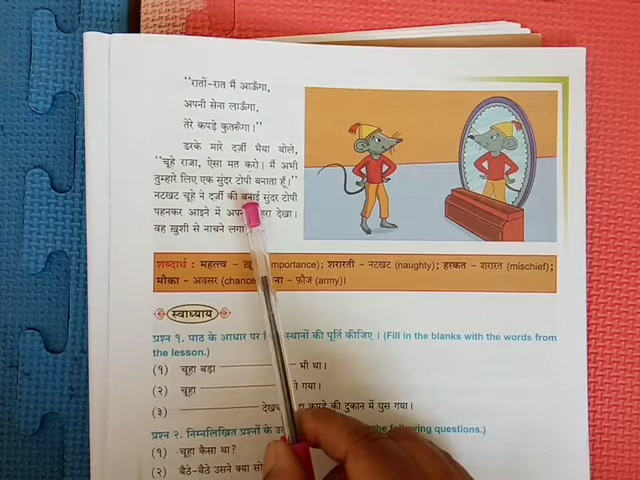 “रातों-रात मैं आऊँगा,
अपनी सेना लाऊँगा,
तेरे कपड़े कुतरूँगा।”
डरके मारे दर्ज़ी भैया बोले,
“चूहे राजा, ऐसा मत करो। मैं अभी
तुम्हारे लिए एक सुंदर टोपी बनाता हूँ।”
नटखट चूहे ने दर्ज़ी की बनाई सुंदर टोपी
पहनकर आइने में देखा।
वह ख़ुशी से नाचने
शब्दार्थ : महत्त्व - (importance); शरारती - नटखट (naughty); हरकत - शरारत (mischief);
मौका - अवसर (chance) - फ़ौज (army)।
स्वाध्याय
प्रश्न १. पाठ के आधार पर स्थानों की पूर्ति कीजिए । (Fill in the blanks with the words from
the lesson.)
(१) चूहा बड़ा भी था।
(२) चूहा गया।
(३) कपड़े की दुकान में घुस गया।
प्रश्न २. निम्नलिखित प्रश्नों के the following questions.)
(१) चूहा कैसा था?
(२) बैठे-बैठे उसने क्या